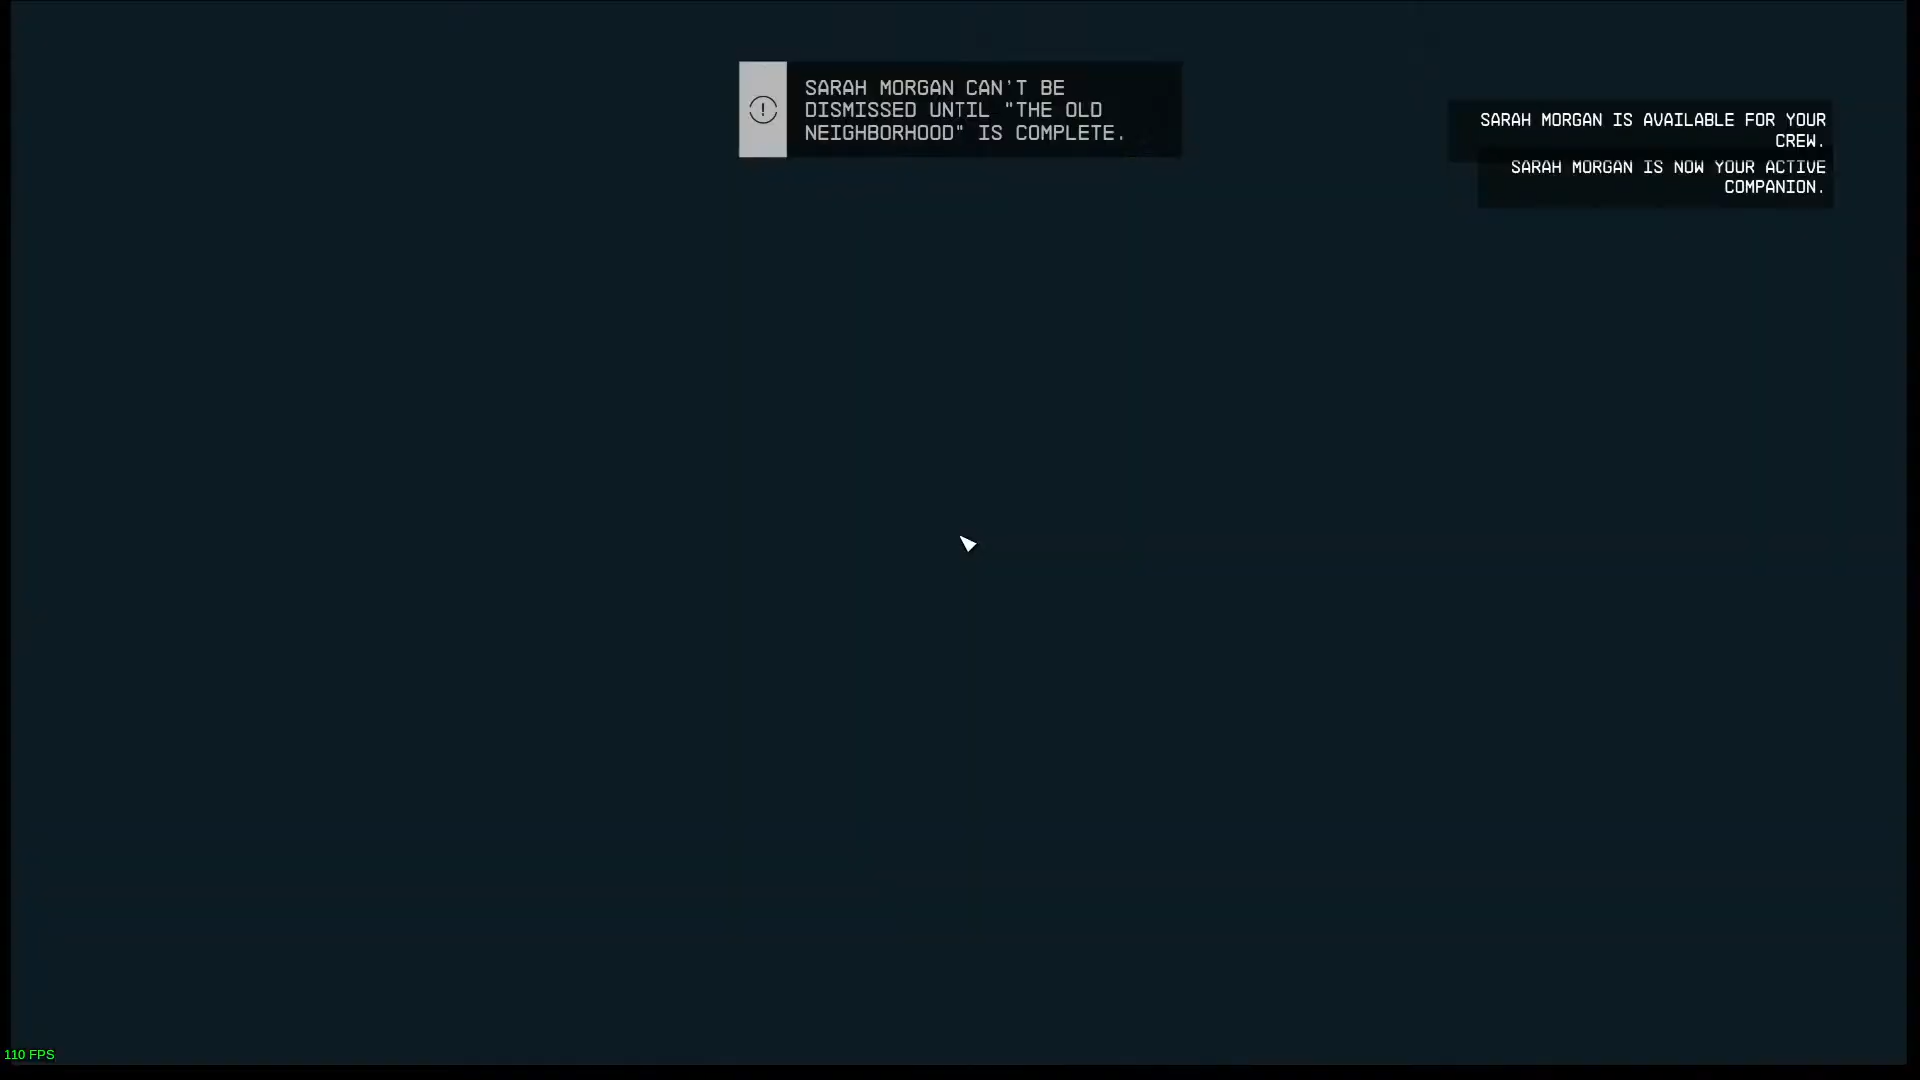 SARAH MORGAN CAN'T BE
DISMISSED UNTIL "THE OLD
NEIGHBORHOOD" IS COMPLETE.
SARAH MORGAN IS AVAILABLE FOR YOUR
CREW.
SARAH MORGAN IS NOW YOUR ACTIVE
COMPANION.
110 FPS